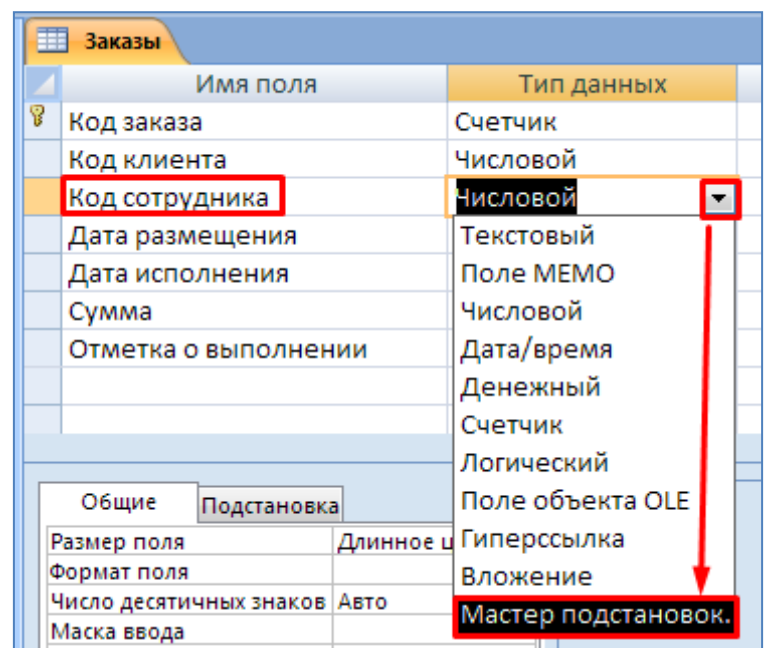 Заказы
Имя поля Тип данных
Код заказа Счетчик
Код клиента Числовой
Код сотрудника Числовой
Дата размещения Текстовый
Дата исполнения Поле МЕМО
Сумма Числовой
Отметка о выполнении Дата/время
Денежный
Счетчик
Логический
Общие Подстановка Поле объекта OLE
Размер поля Длинное ц Гиперссылка
Формат поля Вложение
Число десятичных знаков Авто
Мастер подстановок.
Маска ввода